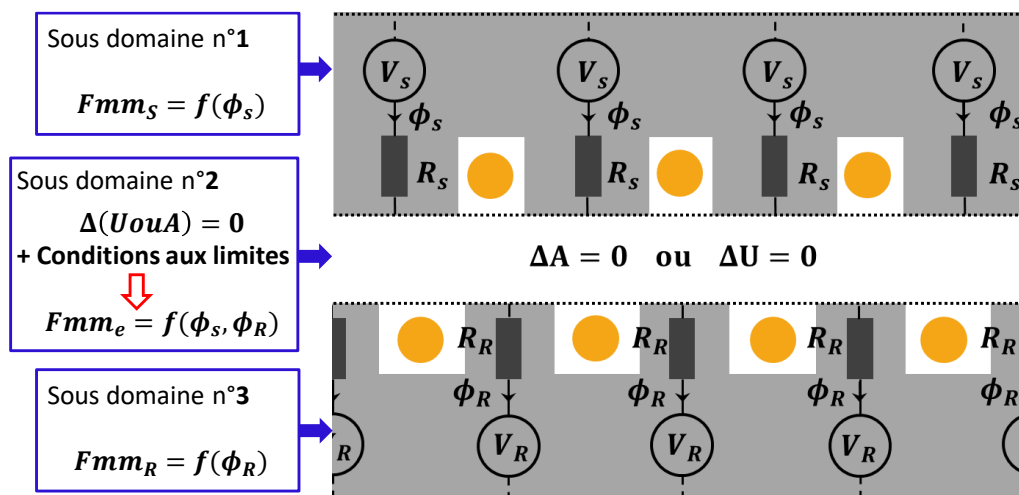 Sous domaine n°1
Fmm_S = f(ϕ_s)
Sous domaine n°2
Δ(UouA) = 0
+ Conditions aux limites
Fmm_e = f(ϕ_s, ϕ_R)
Sous domaine n°3
Fmm_R = f(ϕ_R)
V_s V_s V_s V_s
ϕ_s ϕ_s ϕ_s ϕ_s
R_s R_s R_s R_s
ΔA = 0 ou ΔU = 0
R_R R_R R_R R_R
ϕ_R ϕ_R ϕ_R
V_R V_R V_R V_R V_R